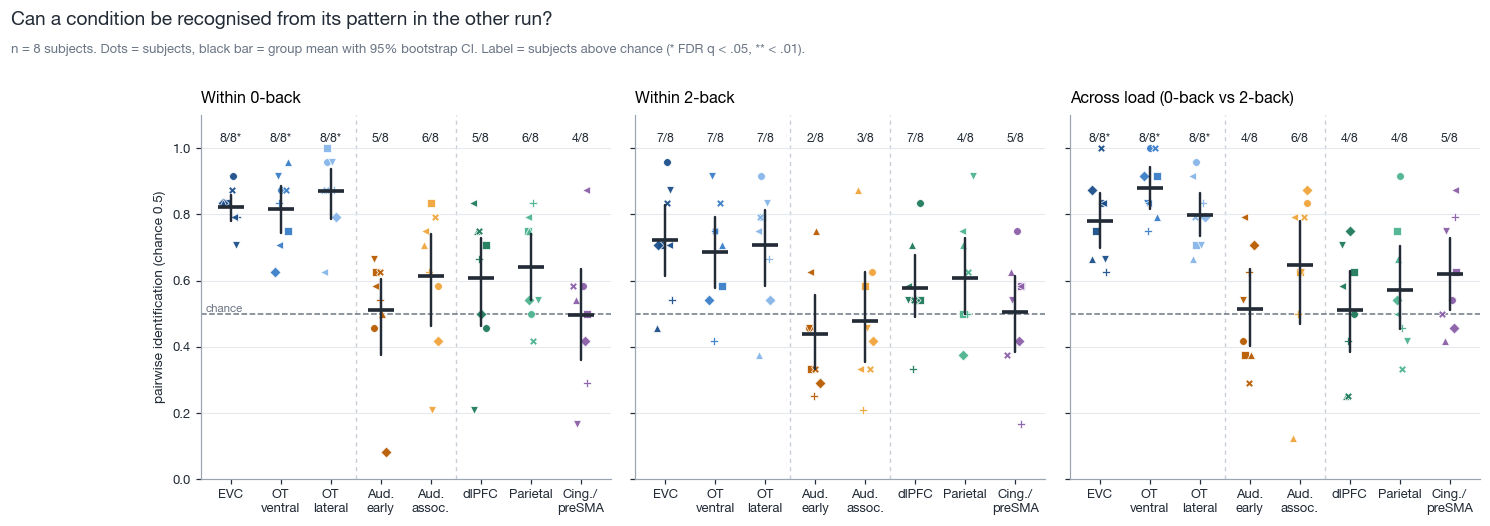 Can a condition be recognised from its pattern in the other run?
n = 8 subjects. Dots = subjects, black bar = group mean with 95% bootstrap CI. Label = subjects above chance (* FDR q < .05, ** < .01).
Within 0-back
Within 2-back
Across load (0-back vs 2-back)
8/8* 8/8* 8/8* 5/8 6/8 5/8 6/8 4/8
7/8 7/8 7/8 2/8 3/8 7/8 4/8 5/8
8/8* 8/8* 8/8* 4/8 6/8 4/8 4/8 5/8
pairwise identification (chance 0.5)
1.0
0.8
0.6
chance
0.4
0.2
0.0
EVC OT ventral OT lateral Aud. early Aud. assoc. dlPFC Parietal Cing./ preSMA
EVC OT ventral OT lateral Aud. early Aud. assoc. dlPFC Parietal Cing./ preSMA
EVC OT ventral OT lateral Aud. early Aud. assoc. dlPFC Parietal Cing./ preSMA